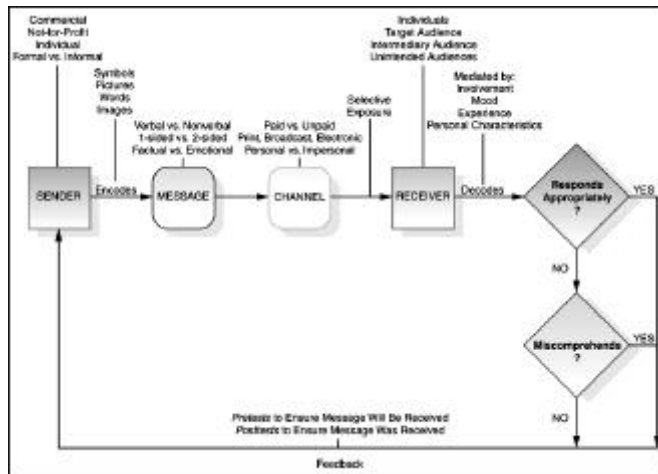 Commercial
Not-for-Profit
Individual
Formal vs. Informal
Symbols
Pictures
Words
Images
Verbal vs. Nonverbal
1-sided vs. 2-sided
Factual vs. Emotional
Paid vs. Unpaid
Print, Broadcast, Electronic
Personal vs. Impersonal
Selective
Exposure
Individuals
Target Audience
Intermediary Audience
Unintended Audiences
Mediated by:
Involvement
Mood
Experience
Personal Characteristics
SENDER
Encodes
MESSAGE
CHANNEL
RECEIVER
Decodes
Responds
Appropriately
?
YES
NO
Miscomprehends
?
YES
NO
Pretests to Ensure Message Will Be Received
Posttests to Ensure Message Was Received
Feedback